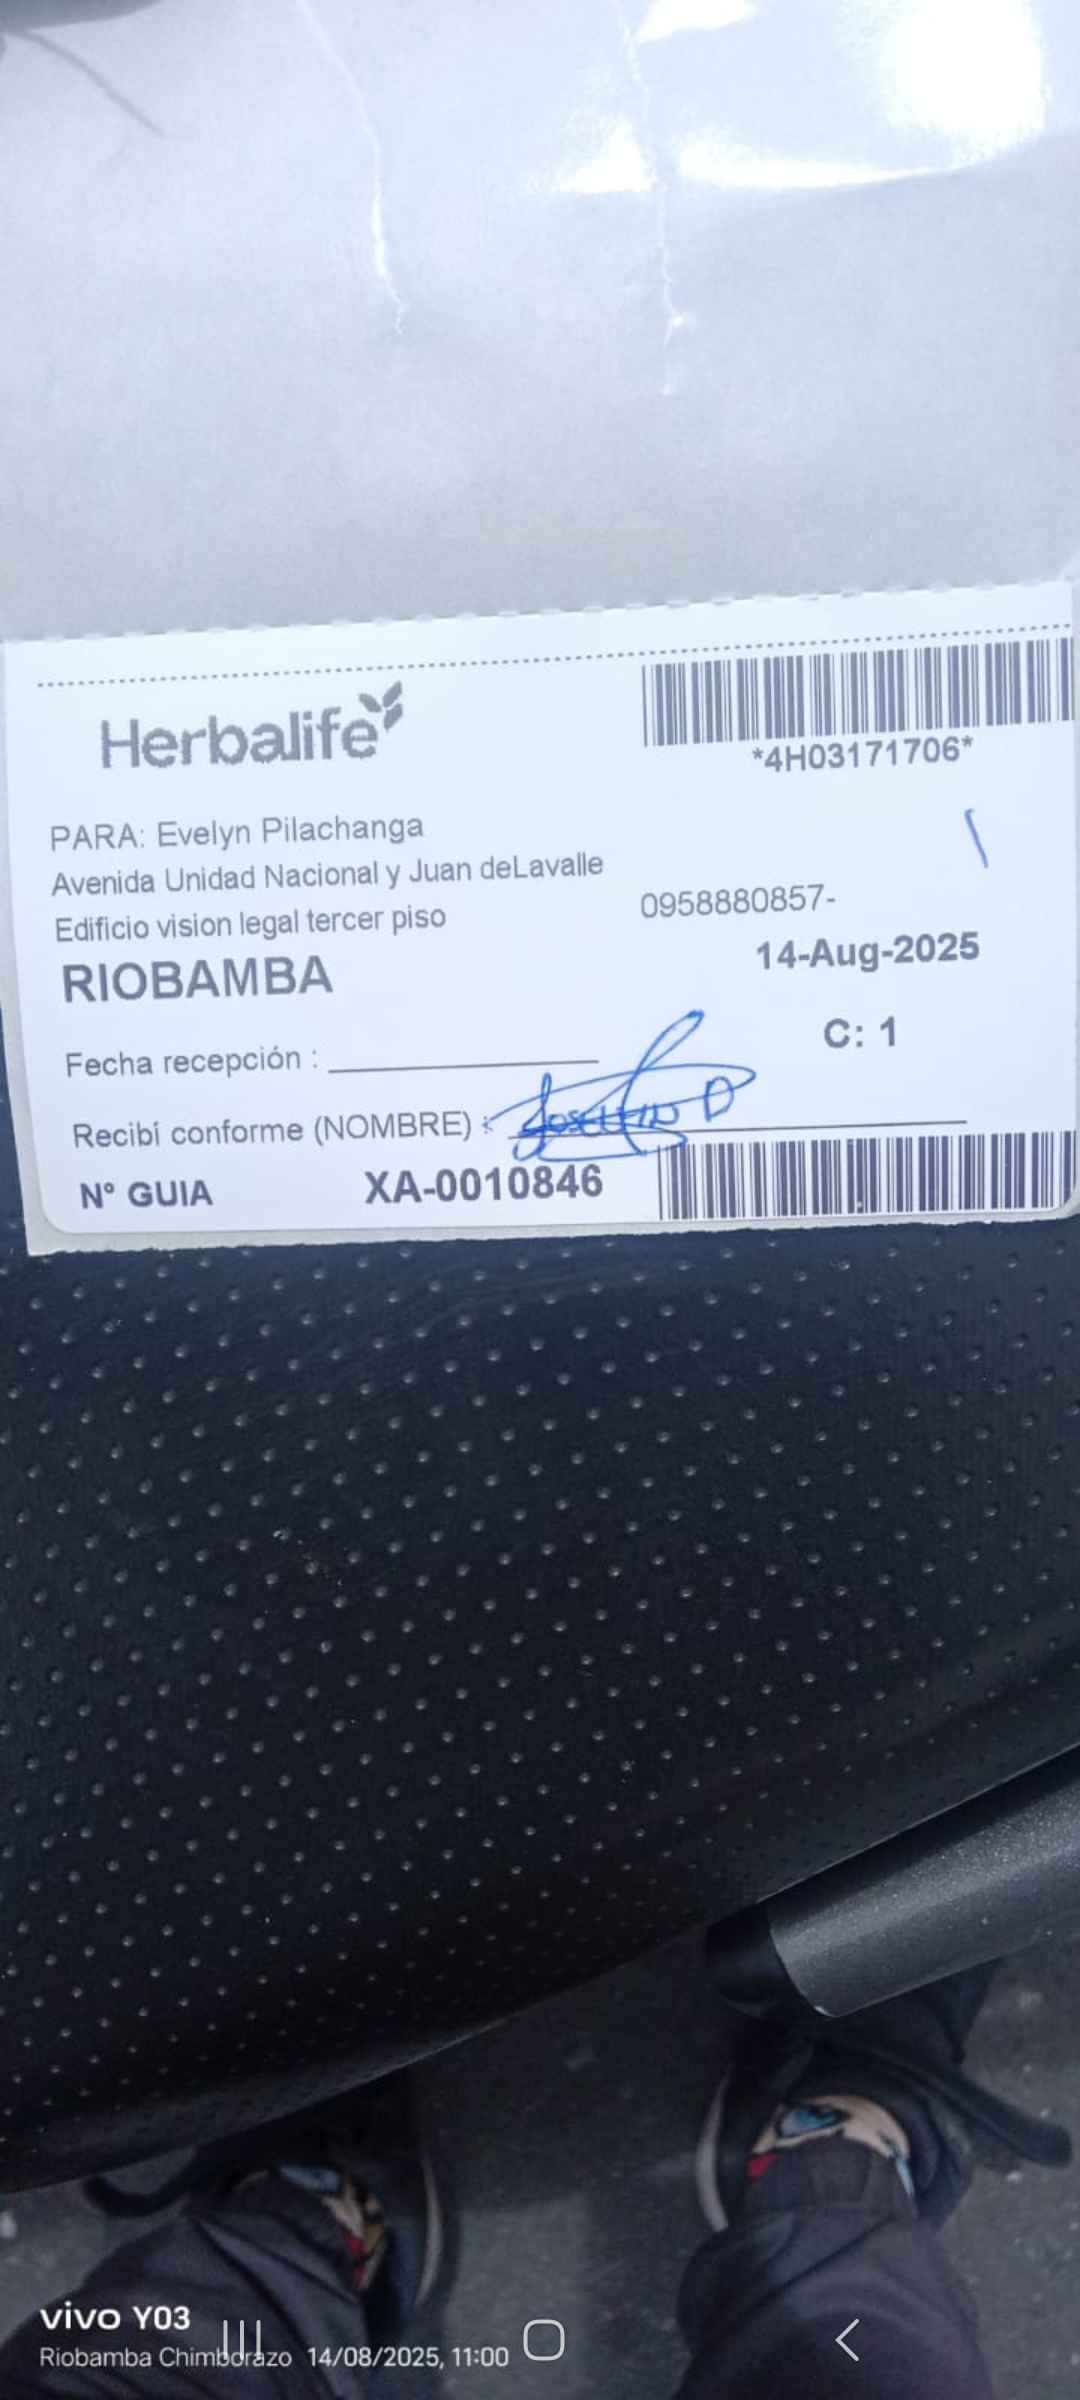 Herbalife
*4H03171706*
PARA: Evelyn Pilachanga
Avenida Unidad Nacional y Juan deLavalle
Edificio vision legal tercer piso
0958880857-
RIOBAMBA
14-Aug-2025
C: 1
Fecha recepción :
Recibí conforme (NOMBRE) :
Nº GUIA XA-0010846
vivo Y03
Riobamba Chimborazo 14/08/2025, 11:00